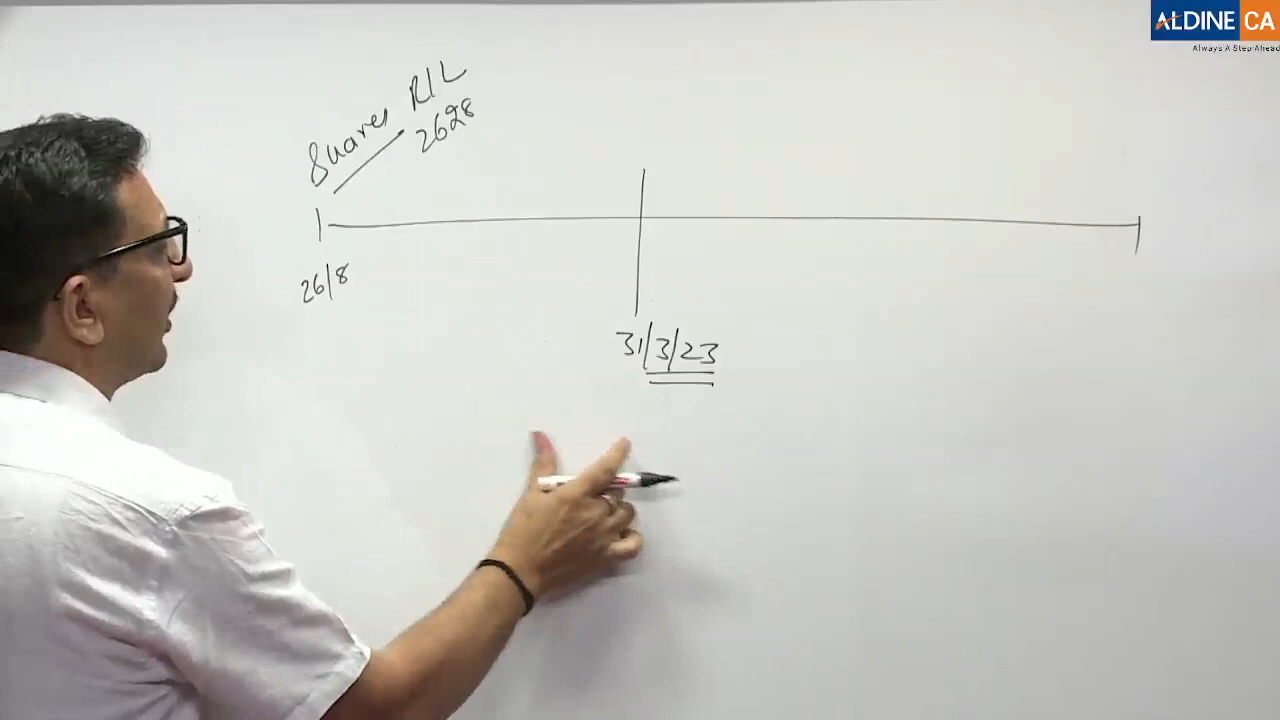 ALDINE CA
Always A Step Ahead
Shares RIL
2628
26/8
31/3/23